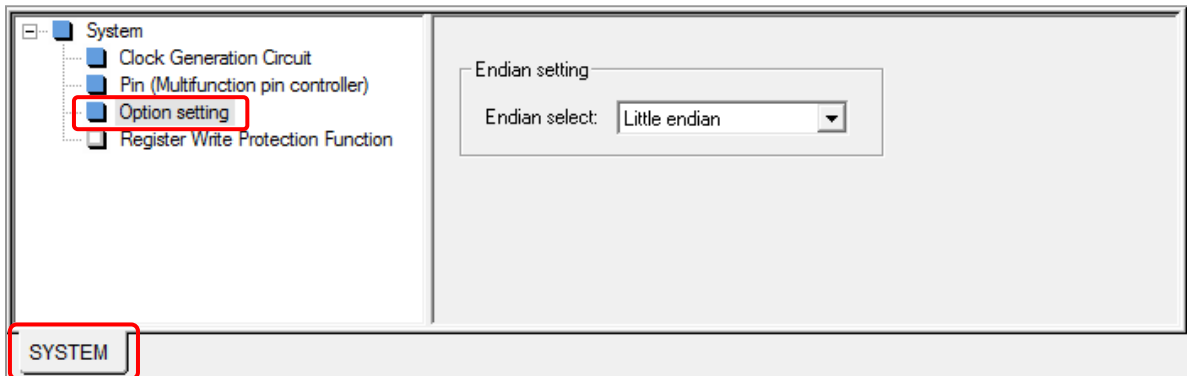 System
Clock Generation Circuit
Pin (Multifunction pin controller)
Option setting
Register Write Protection Function
Endian setting
Endian select: Little endian
SYSTEM